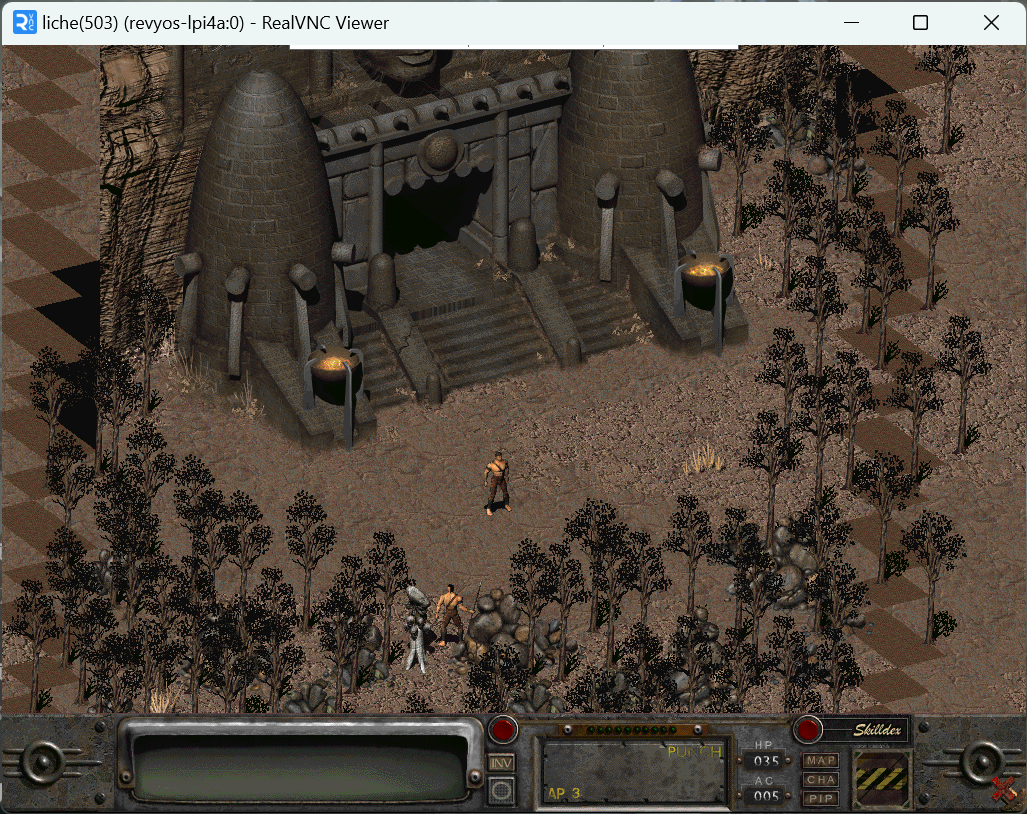 liche(503) (revyos-lpi4a:0) - RealVNC Viewer
Skilldex
PUNCH
HP
035
INV
MAP
AC
CHA
AP 3
005
PIP